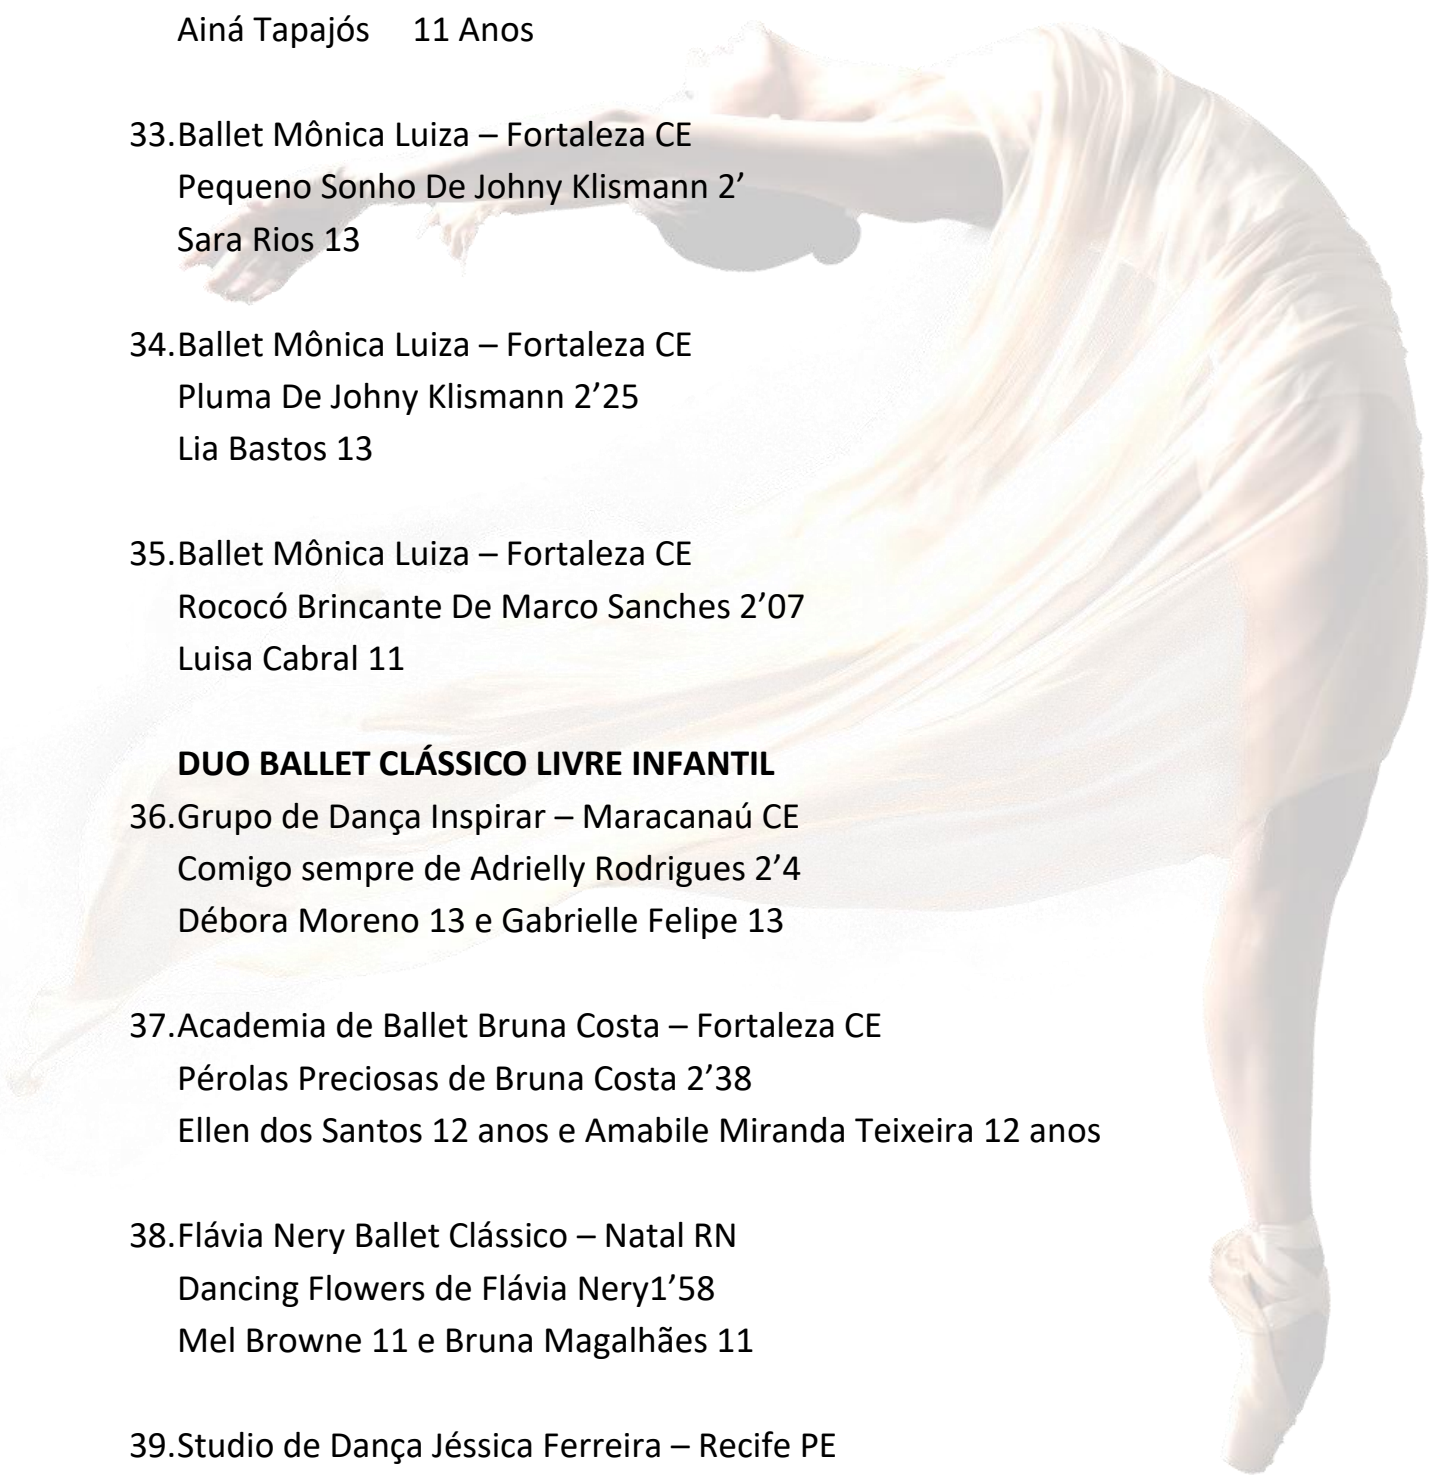 Ainá Tapajós 11 Anos
33.Ballet Mônica Luiza – Fortaleza CE
Pequeno Sonho De Johny Klismann 2’
Sara Rios 13
34.Ballet Mônica Luiza – Fortaleza CE
Pluma De Johny Klismann 2’25
Lia Bastos 13
35.Ballet Mônica Luiza – Fortaleza CE
Rococó Brincante De Marco Sanches 2’07
Luisa Cabral 11
DUO BALLET CLÁSSICO LIVRE INFANTIL
36.Grupo de Dança Inspirar – Maracanaú CE
Comigo sempre de Adrielly Rodrigues 2’4
Débora Moreno 13 e Gabrielle Felipe 13
37.Academia de Ballet Bruna Costa – Fortaleza CE
Pérolas Preciosas de Bruna Costa 2’38
Ellen dos Santos 12 anos e Amabile Miranda Teixeira 12 anos
38.Flávia Nery Ballet Clássico – Natal RN
Dancing Flowers de Flávia Nery1’58
Mel Browne 11 e Bruna Magalhães 11
39.Studio de Dança Jéssica Ferreira – Recife PE